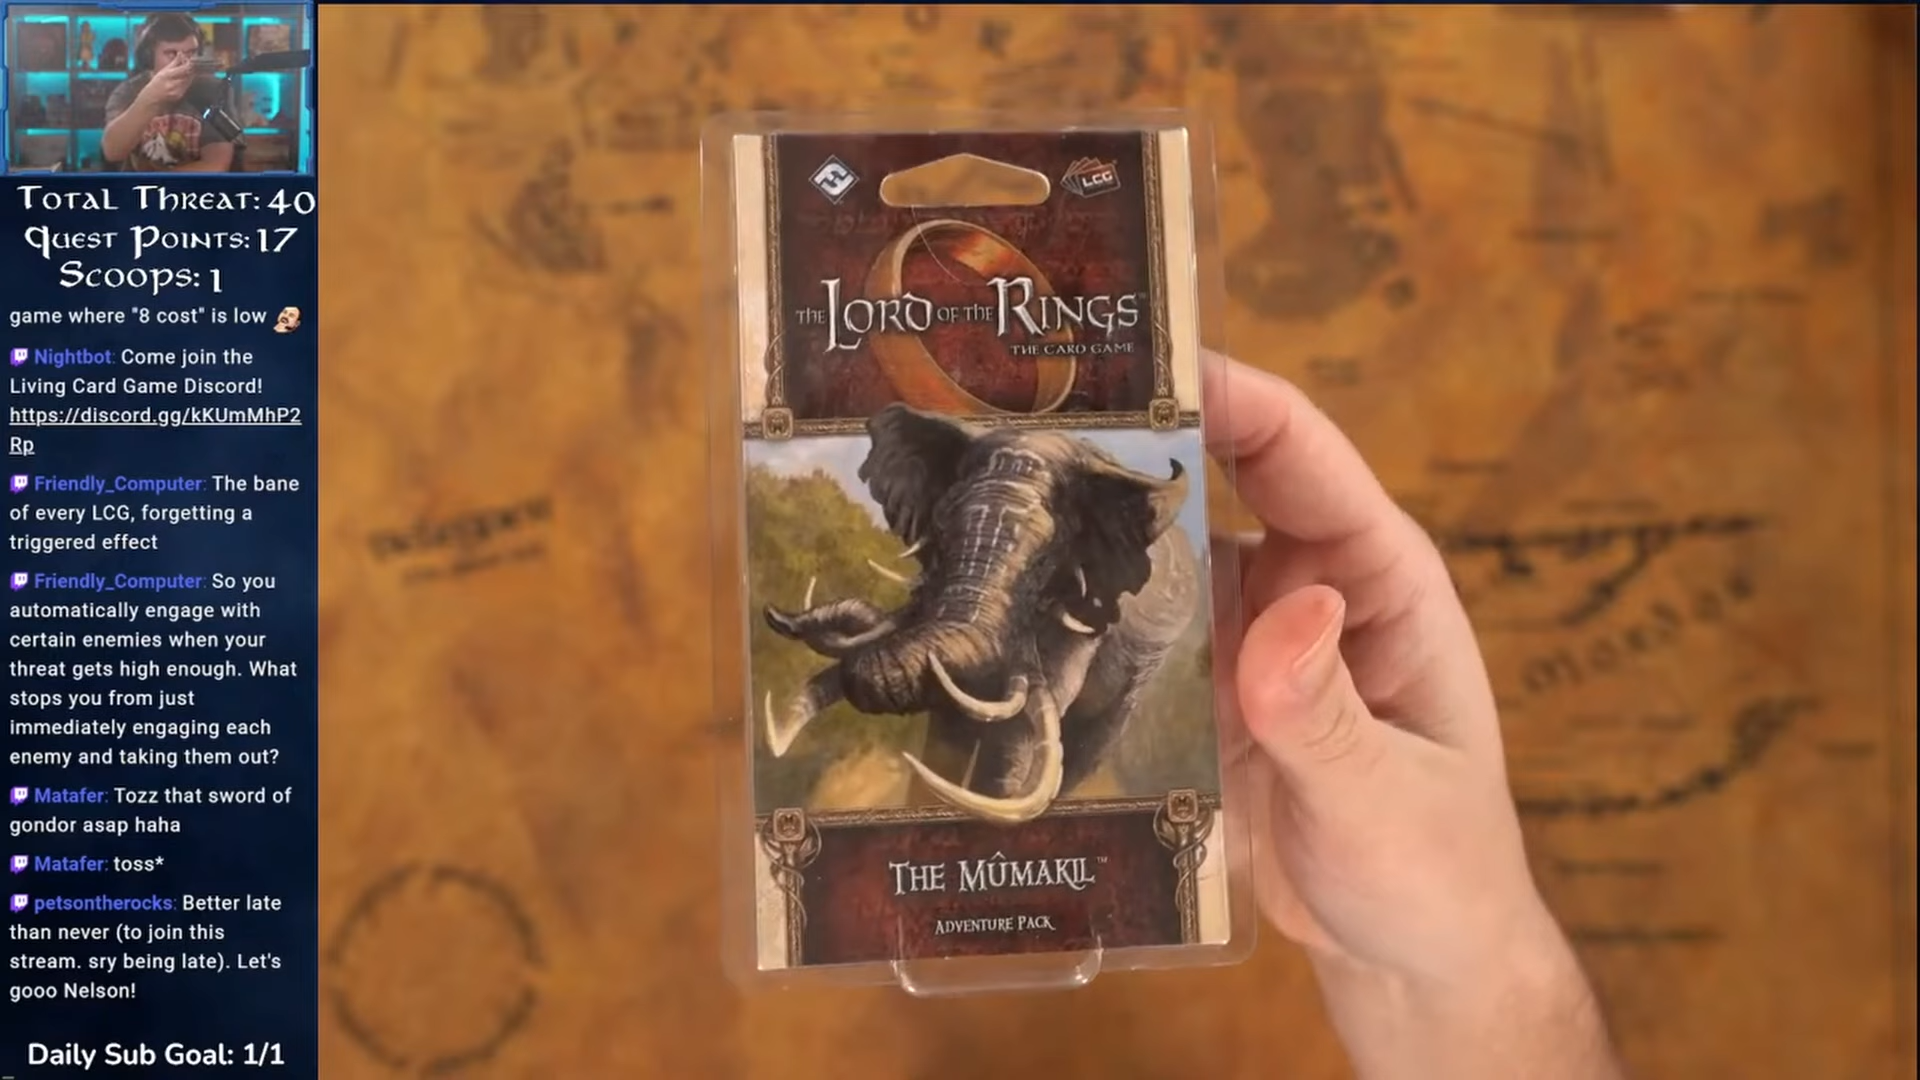 TOTAL THREAT: 40
QUEST POINTS: 17
SCOOPS: 1
game where "8 cost" is low
Nightbot: Come join the
Living Card Game Discord!
https://discord.gg/kKUmMhP2
Rp
Friendly_Computer: The bane
of every LCG, forgetting a
triggered effect
Friendly_Computer: So you
automatically engage with
certain enemies when your
threat gets high enough. What
stops you from just
immediately engaging each
enemy and taking them out?
Matafer: Tozz that sword of
gondor asap haha
Matafer: toss*
petsontherocks: Better late
than never (to join this
stream. sry being late). Let's
gooo Nelson!
Daily Sub Goal: 1/1
LCG
THE LORD OF THE RINGS™
THE CARD GAME
THE MÛMAKIL™
ADVENTURE PACK